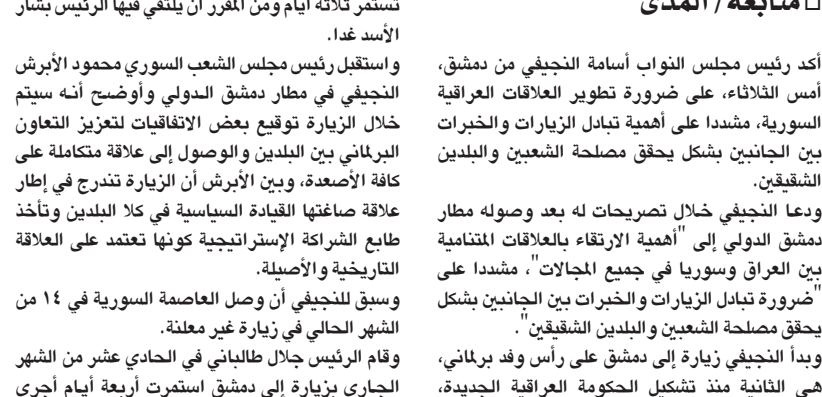 □ متابعة / المدى
أكد رئيس مجلس النواب أسامة النجيفي من دمشق،
أمس الثلاثاء، على ضرورة تطوير العلاقات العراقية
السورية، مشددا على أهمية تبادل الزيارات والخبرات
بين الجانبين بشكل يحقق مصلحة الشعبين والبلدين
الشقيقين.
ودعا النجيفي خلال تصريحات له بعد وصوله مطار
دمشق الدولي إلى "أهمية الارتقاء بالعلاقات المتنامية
بين العراق وسوريا في جميع المجالات"، مشددا على
"ضرورة تبادل الزيارات والخبرات بين الجانبين بشكل
يحقق مصلحة الشعبين والبلدين الشقيقين".
وبدأ النجيفي زيارة إلى دمشق على رأس وفد برلماني،
هي الثانية منذ تشكيل الحكومة العراقية الجديدة،
تستمر ثلاثة أيام ومن المقرر أن يلتقي فيها الرئيس بشار
الأسد غدا.
واستقبل رئيس مجلس الشعب السوري محمود الأبرش
النجيفي في مطار دمشق الدولي وأوضح أنه سيتم
خلال الزيارة توقيع بعض الاتفاقيات لتعزيز التعاون
البرلماني بين البلدين والوصول إلى علاقة متكاملة على
كافة الأصعدة، وبين الأبرش أن الزيارة تندرج في إطار
علاقة صاغتها القيادة السياسية في كلا البلدين وتأخذ
طابع الشراكة الإستراتيجية كونها تعتمد على العلاقة
التاريخية والأصيلة.
وسبق للنجيفي أن وصل العاصمة السورية في ١٤ من
الشهر الحالي في زيارة غير معلنة.
وقام الرئيس جلال طالباني في الحادي عشر من الشهر
الجاري بزيارة إلى دمشق استمرت أربعة أيام أجرى